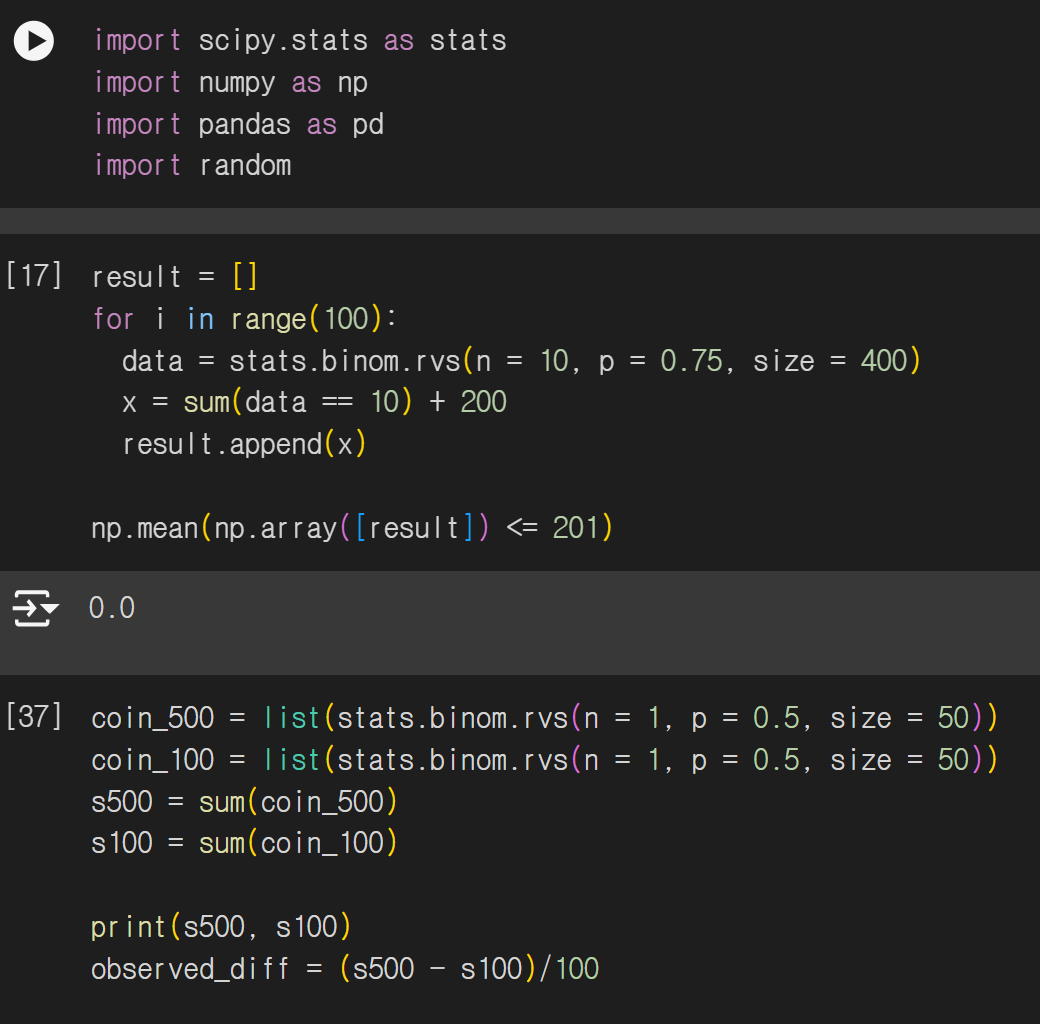 import scipy.stats as stats
import numpy as np
import pandas as pd
import random
[17] result = []
for i in range(100):
  data = stats.binom.rvs(n = 10, p = 0.75, size = 400)
  x = sum(data == 10) + 200
  result.append(x)
np.mean(np.array([result]) <= 201)
0.0
[37] coin_500 = list(stats.binom.rvs(n = 1, p = 0.5, size = 50))
coin_100 = list(stats.binom.rvs(n = 1, p = 0.5, size = 50))
s500 = sum(coin_500)
s100 = sum(coin_100)
print(s500, s100)
observed_diff = (s500 - s100)/100